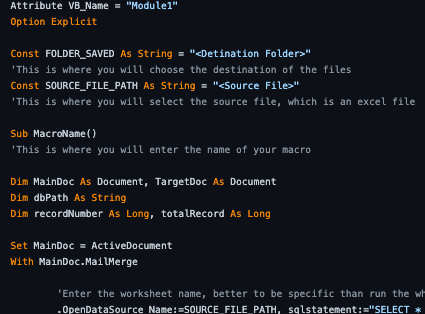 Attribute VB_Name = "Module1"
Option Explicit
Const FOLDER_SAVED As String = "<Detination Folder>"
'This is where you will choose the destination of the files
Const SOURCE_FILE_PATH As String = "<Source File>"
'This is where you will select the source file, which is an excel file
Sub MacroName()
'This is where you will enter the name of your macro
Dim MainDoc As Document, TargetDoc As Document
Dim dbPath As String
Dim recordNumber As Long, totalRecord As Long
Set MainDoc = ActiveDocument
With MainDoc.MailMerge
'Enter the worksheet name, better to be specific than run the
.OpenDataSource Name:=SOURCE_FILE_PATH, sqlstatement:="SELECT *